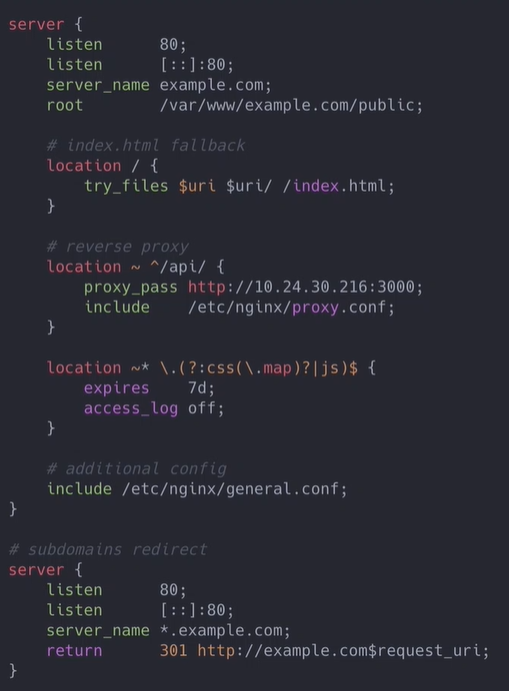 server {
    listen      80;
    listen      [::]:80;
    server_name example.com;
    root        /var/www/example.com/public;

    # index.html fallback
    location / {
        try_files $uri $uri/ /index.html;
    }

    # reverse proxy
    location ~ ^/api/ {
        proxy_pass http://10.24.30.216:3000;
        include    /etc/nginx/proxy.conf;
    }

    location ~* \.(?:css(\.map)?|js)$ {
        expires    7d;
        access_log off;
    }

    # additional config
    include /etc/nginx/general.conf;
}

# subdomains redirect
server {
    listen      80;
    listen      [::]:80;
    server_name *.example.com;
    return      301 http://example.com$request_uri;
}